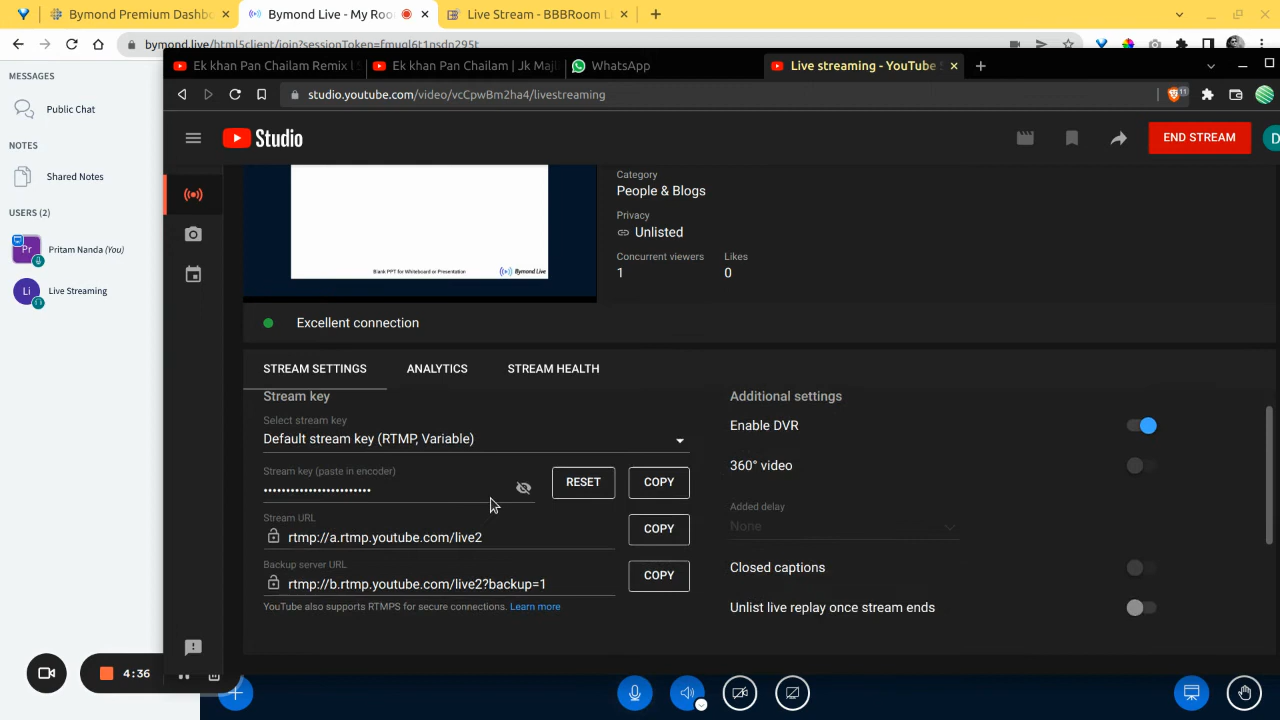 Bymond Premium Dashbo
Bymond Live - My Roo
Live Stream - BBBRoom Li
bymond.live/html5client/join?sessionToken=fmugl6t1nsdn295t
Ek khan Pan Chailam Remix l S
Ek khan Pan Chailam | Jk Majl
WhatsApp
Live streaming - YouTube S
studio.youtube.com/video/vcCpwBm2ha4/livestreaming
11
MESSAGES
Public Chat
NOTES
Shared Notes
USERS (2)
Pr
Pritam Nanda (You)
Li
Live Streaming
Studio
END STREAM
D
Category
People & Blogs
Privacy
Unlisted
Concurrent viewers
Likes
1
0
Blank PPT for Whiteboard or Presentation
Bymond Live
Excellent connection
STREAM SETTINGS
ANALYTICS
STREAM HEALTH
Stream key
Select stream key
Default stream key (RTMP, Variable)
Stream key (paste in encoder)
••••••••••••••••••••••••
RESET
COPY
Stream URL
rtmp://a.rtmp.youtube.com/live2
COPY
Backup server URL
rtmp://b.rtmp.youtube.com/live2?backup=1
COPY
YouTube also supports RTMPS for secure connections. Learn more
Additional settings
Enable DVR
360° video
Added delay
None
Closed captions
Unlist live replay once stream ends
4:36